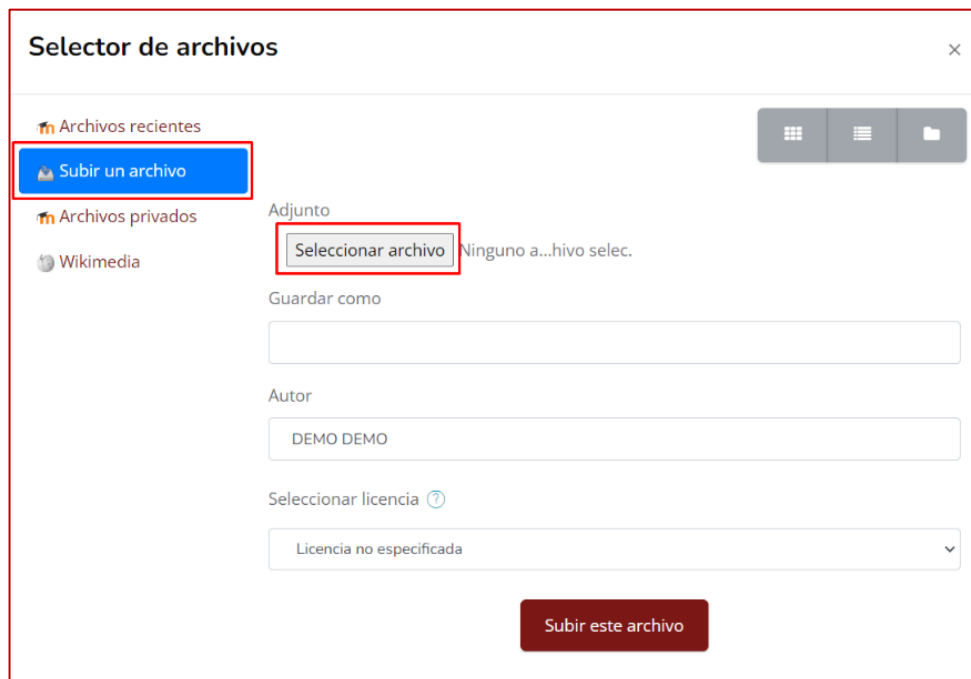 Selector de archivos
Archivos recientes
Subir un archivo
Archivos privados
Wikimedia
Adjunto
Seleccionar archivo Ninguno a...hivo selec.
Guardar como
Autor
DEMO DEMO
Seleccionar licencia ?
Licencia no especificada
Subir este archivo